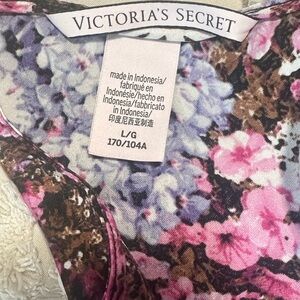 VICTORIA'S SECRET
made in Indonesia/
fabriqué en
Indonésie/hecho en
Indonesia/fabbricato
in Indonesia/
印度尼西亚制造
L/G
170/104A